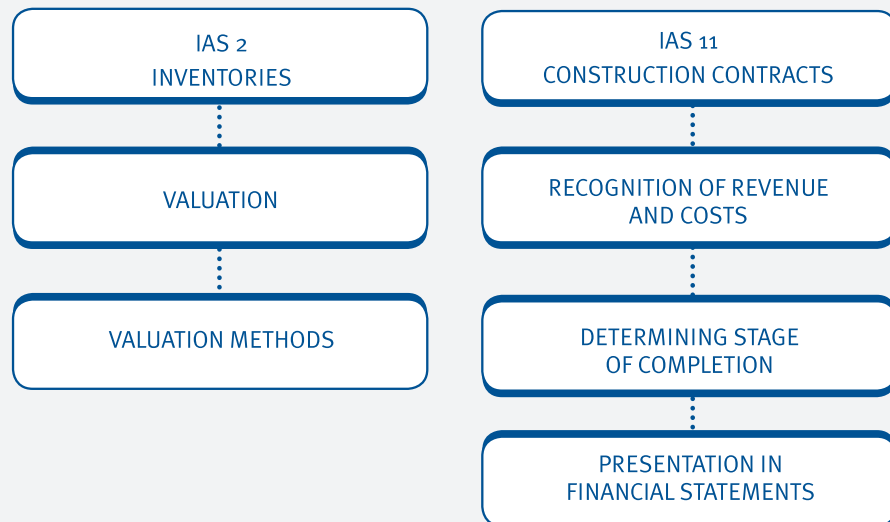 IAS 2
INVENTORIES
VALUATION
VALUATION METHODS
IAS 11
CONSTRUCTION CONTRACTS
RECOGNITION OF REVENUE
AND COSTS
DETERMINING STAGE
OF COMPLETION
PRESENTATION IN
FINANCIAL STATEMENTS